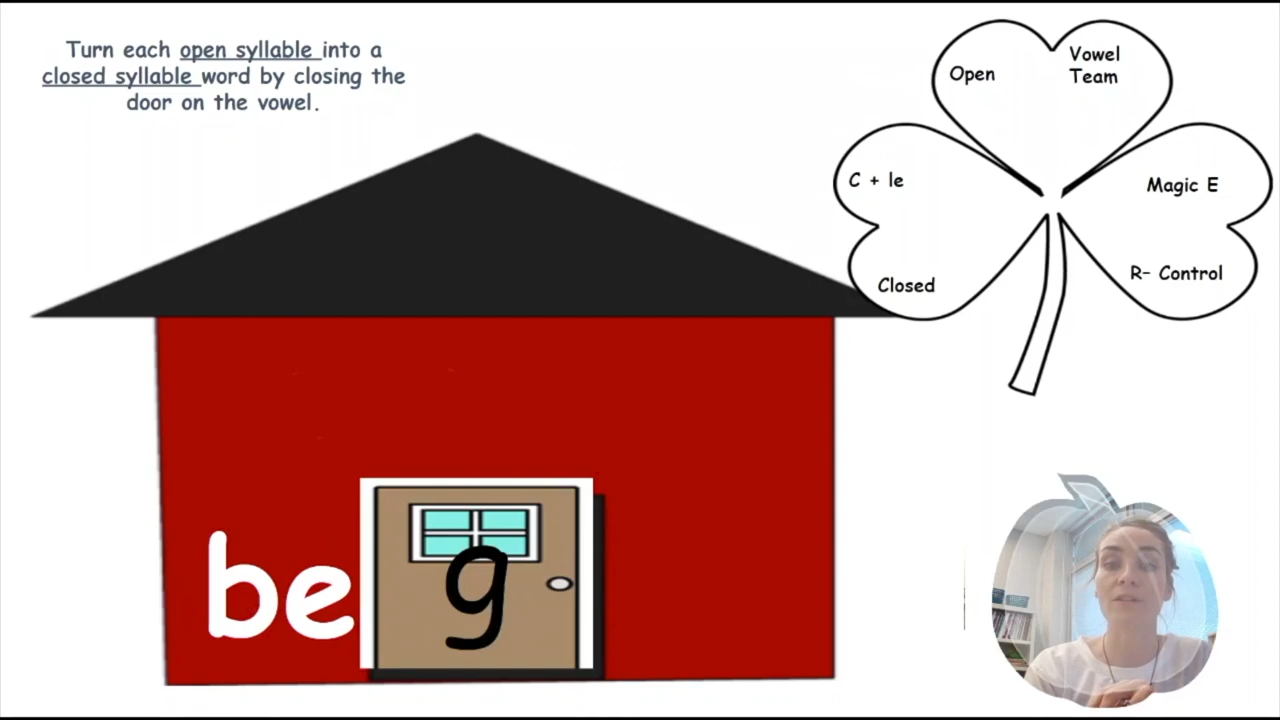 Turn each open syllable into a
closed syllable word by closing the
door on the vowel.
Open
Vowel
Team
C + le
Magic E
Closed
R- Control
be g